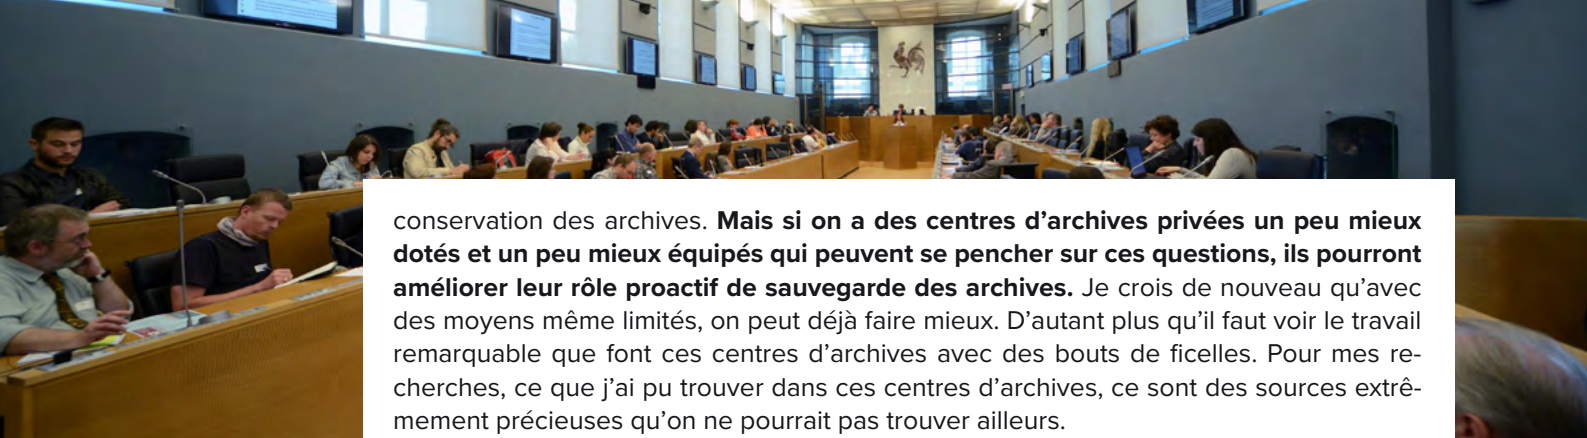 conservation des archives. Mais si on a des centres d’archives privées un peu mieux
dotés et un peu mieux équipés qui peuvent se pencher sur ces questions, ils pourront
améliorer leur rôle proactif de sauvegarde des archives. Je crois de nouveau qu’avec
des moyens même limités, on peut déjà faire mieux. D’autant plus qu’il faut voir le travail
remarquable que font ces centres d’archives avec des bouts de ficelles. Pour mes re-
cherches, ce que j’ai pu trouver dans ces centres d’archives, ce sont des sources extrê-
mement précieuses qu’on ne pourrait pas trouver ailleurs.